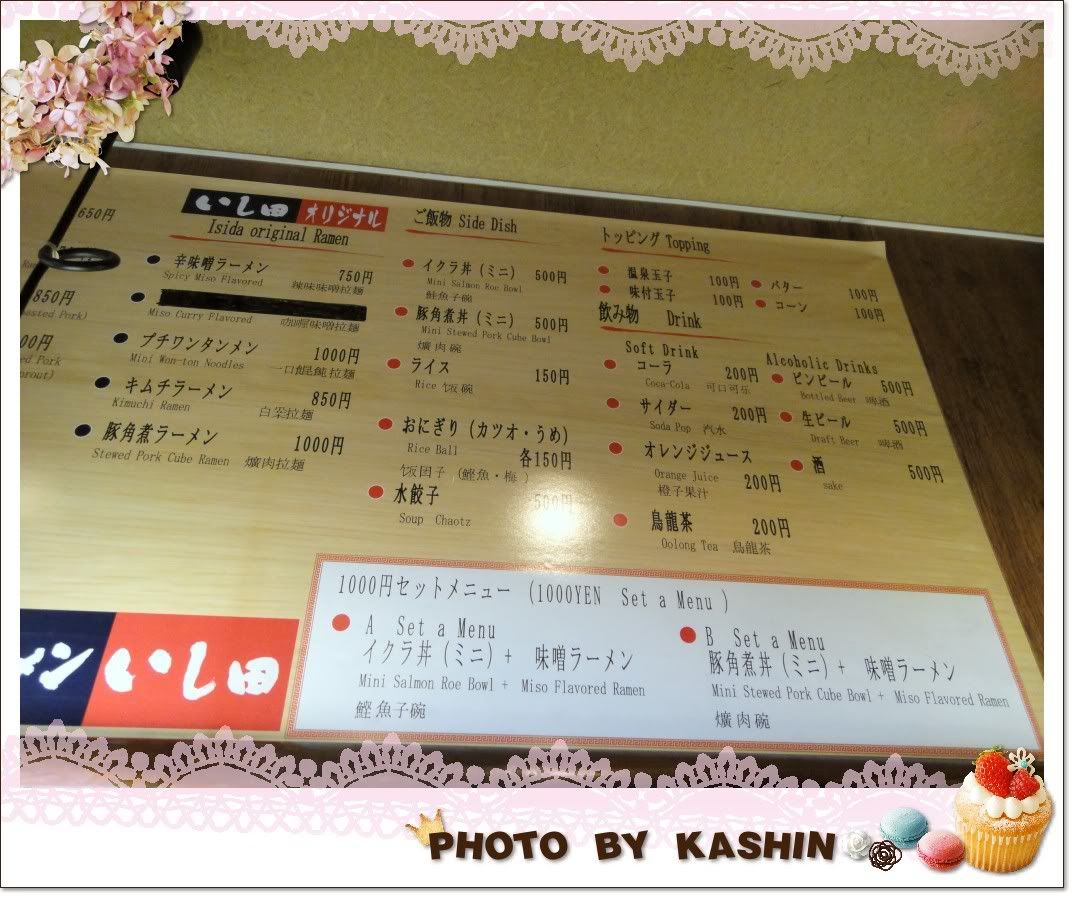 650円
850円
asted Pork)
00円
ed Pork
prout)
いし田 オリジナル
Isida original Ramen
辛味噌ラーメン 750円
Spicy Miso Flavored 辣味味噌拉麺
Miso Curry Flavored 咖喱味噌拉麺
プチワンタンメン 1000円
Mini Won-ton Noodles 一口餛飩拉麺
キムチラーメン 850円
Kimuchi Ramen 白菜拉麺
豚角煮ラーメン 1000円
Stewed Pork Cube Ramen 爌肉拉麺
ご飯物 Side Dish
イクラ丼（ミニ） 500円
Mini Salmon Roe Bowl
鮭魚子碗
豚角煮丼（ミニ） 500円
Mini Stewed Pork Cube Bowl
爌肉碗
ライス 150円
Rice 饭碗
おにぎり（カツオ・うめ）
Rice Ball 各150円
饭团子（鰹魚・梅）
水餃子 500円
Soup Chaotz
トッピング Topping
温泉玉子 100円
味付玉子 100円
バター 100円
コーン 100円
飲み物 Drink
Soft Drink
コーラ 200円
Coca-Cola 可口可乐
サイダー 200円
Soda Pop 汽水
オレンジジュース
Orange Juice 200円
橙子果汁
烏龍茶 200円
Oolong Tea 烏龍茶
Alcoholic Drinks
ビンビール 500円
Bottled Beer 啤酒
生ビール 500円
Draft Beer 啤酒
酒 500円
sake
1000円セットメニュー (1000YEN Set a Menu )
A Set a Menu
イクラ丼（ミニ）+ 味噌ラーメン
Mini Salmon Roe Bowl + Miso Flavored Ramen
鰹魚子碗
B Set a Menu
豚角煮丼（ミニ）+ 味噌ラーメン
Mini Stewed Pork Cube Bowl + Miso Flavored Ramen
爌肉碗
メン いし田
PHOTO BY KASHIN